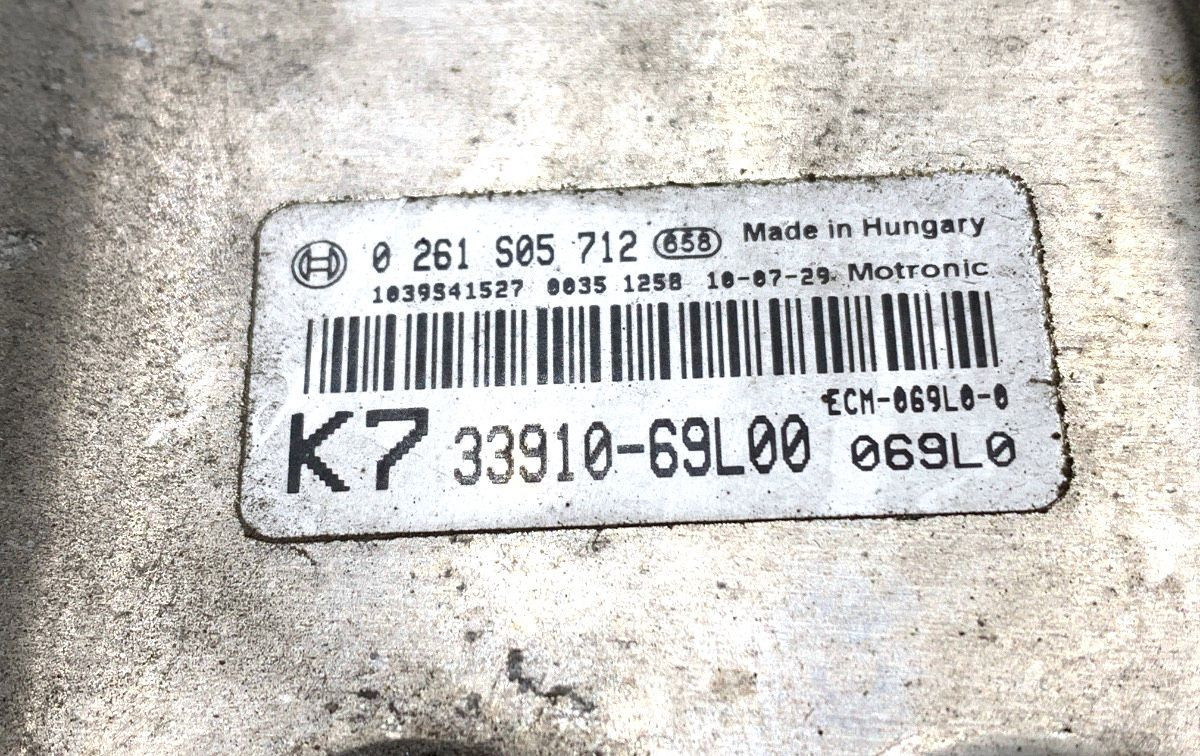 0 261 S05 712 658 Made in Hungary
1039S41527 0035 1258 10-07-29 Motronic
ECM-069L0-0
K7 33910-69L00 069L0